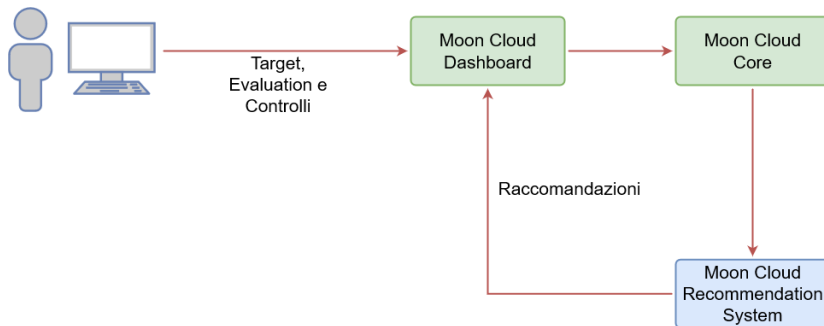 Moon Cloud
Dashboard
Moon Cloud
Core
Target,
Evaluation e
Controlli
Raccomandazioni
Moon Cloud
Recommendation
System